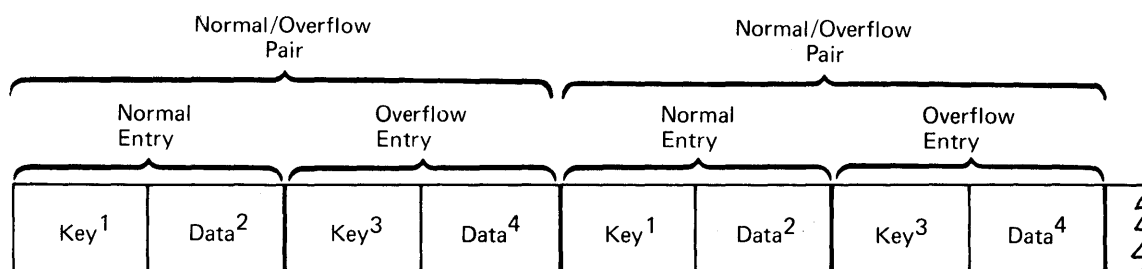 Normal/Overflow
Pair
Normal/Overflow
Pair
Normal
Entry
Overflow
Entry
Normal
Entry
Overflow
Entry
Key1 Data2 Key3 Data4 Key1 Data2 Key3 Data4